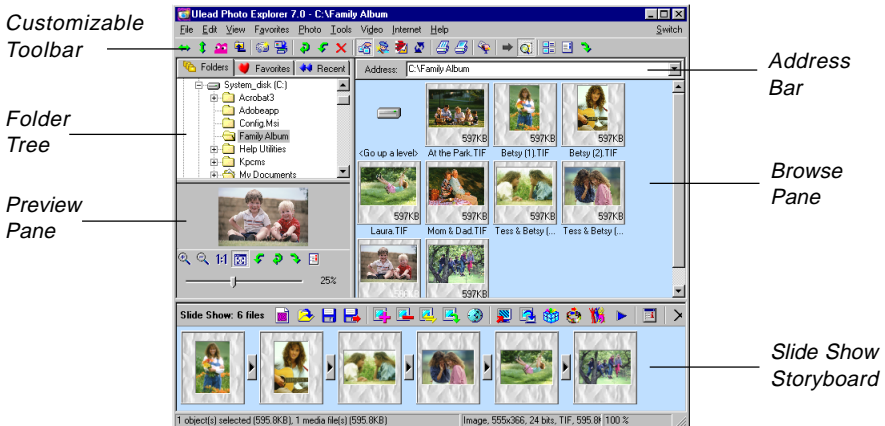 Customizable
Toolbar
Folder
Tree
Preview
Pane
Ulead Photo Explorer 7.0 - C:\Family Album
File Edit View Favorites Photo Tools Video Internet Help Switch
Folders Favorites Recent
Address: C:\Family Album
System_disk (C:)
Acrobat3
Adobeapp
Config.Msi
Family Album
Help Utilities
Kpcms
My Documents
597KB 597KB 597KB
<Go up a level> At the Park.TIF Betsy (1).TIF Betsy (2).TIF
597KB 597KB 597KB 597KB
Laura.TIF Mom & Dad.TIF Tess & Betsy (... Tess & Betsy (...
597KB 597KB
1:1
25%
Slide Show: 6 files
1 object(s) selected (595.8KB), 1 media file(s) (595.8KB) Image, 555x366, 24 bits, TIF, 595.8 100 %
Address
Bar
Browse
Pane
Slide Show
Storyboard